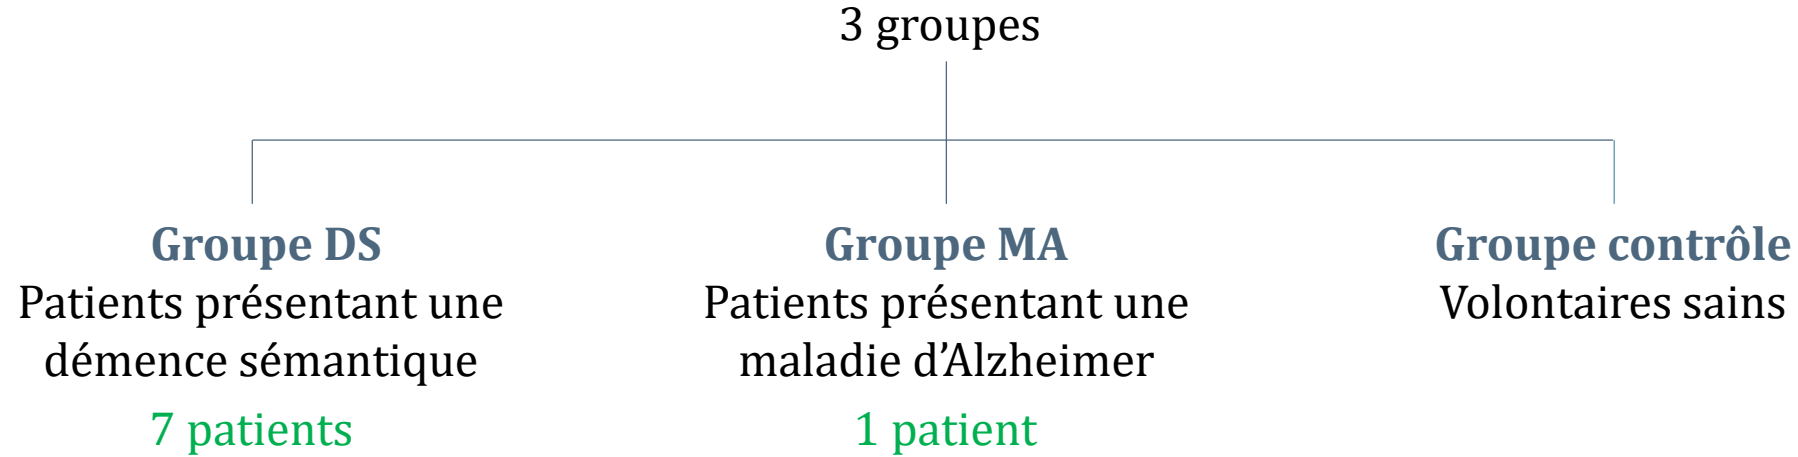 3 groupes
Groupe DS
Patients présentant une
démence sémantique
7 patients
Groupe MA
Patients présentant une
maladie d’Alzheimer
1 patient
Groupe contrôle
Volontaires sains